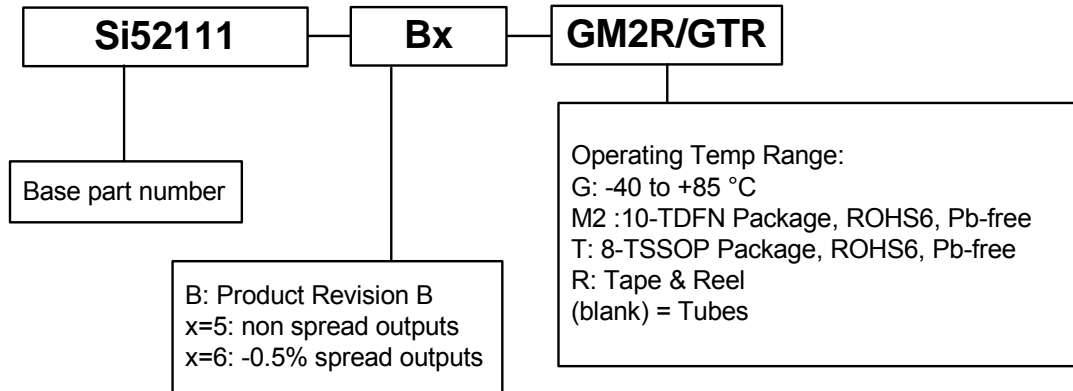 Si52111
Bx
GM2R/GTR
Base part number
B: Product Revision B
x=5: non spread outputs
x=6: -0.5% spread outputs
Operating Temp Range:
G: -40 to +85 °C
M2 :10-TDFN Package, ROHS6, Pb-free
T: 8-TSSOP Package, ROHS6, Pb-free
R: Tape & Reel
(blank) = Tubes